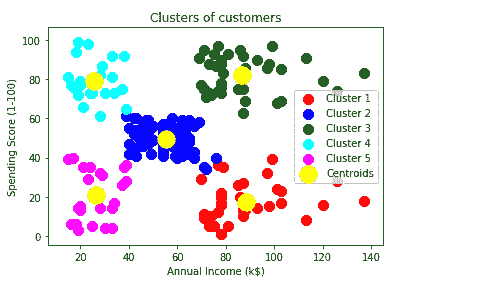 Clusters of customers
100
80
60
40
20
0
Spending Score (1-100)
Cluster 1
Cluster 2
Cluster 3
Cluster 4
Cluster 5
Centroids
20 40 60 80 100 120 140
Annual Income (k$)